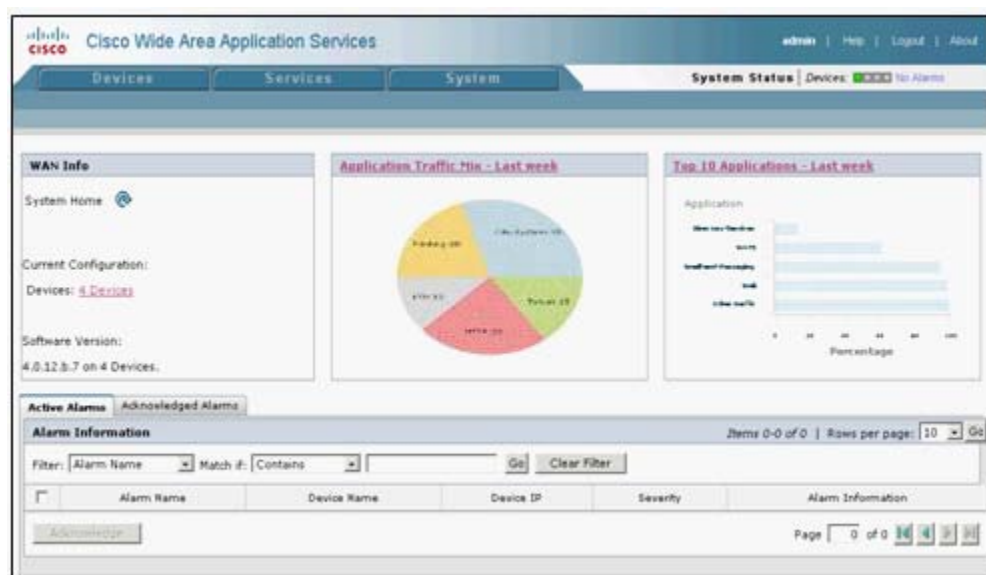 CISCO Cisco Wide Area Application Services
admin | Help | Logout | About
Devices Services System
System Status Devices: No Alarms
WAN Info
System Home
Current Configuration:
Devices: 4 Devices
Software Version:
4.0.12.b.7 on 4 Devices.
Application Traffic Mix - Last week
Top 10 Applications - Last week
Application
Percentage
Active Alarms Acknowledged Alarms
Alarm Information
Items 0-0 of 0 | Rows per page: 10 Go
Filter: Alarm Name Match if: Contains Go Clear Filter
Alarm Name Device Name Device IP Severity Alarm Information
Acknowledge
Page 0 of 0